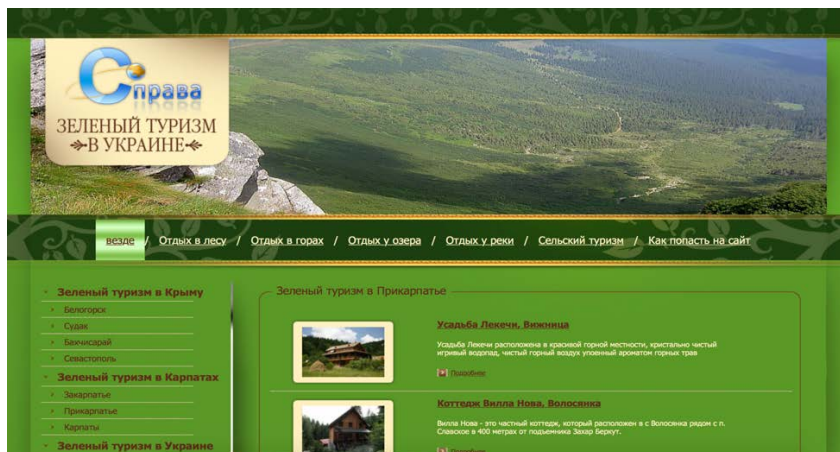 Справа
ЗЕЛЕНЫЙ ТУРИЗМ
В УКРАИНЕ
везде / Отдых в лесу / Отдых в горах / Отдых у озера / Отдых у реки / Сельский туризм / Как попасть на сайт
Зеленый туризм в Крыму
Белогорск
Судак
Бахчисарай
Севастополь
Зеленый туризм в Карпатах
Закарпатье
Прикарпатье
Карпаты
Зеленый туризм в Украине
Зеленый туризм в Прикарпатье
Усадьба Лекечи, Вижница
Усадьба Лекечи расположена в красивой горной местности, кристально чистый
игривый водопад, чистый горный воздух упоенный ароматом горных трав
Подробнее
Коттедж Вилла Нова, Волосянка
Вилла Нова - это частный коттедж, который расположен в с Волосянка рядом с п.
Славское в 400 метрах от подъемника Захар Беркут.
Подробнее